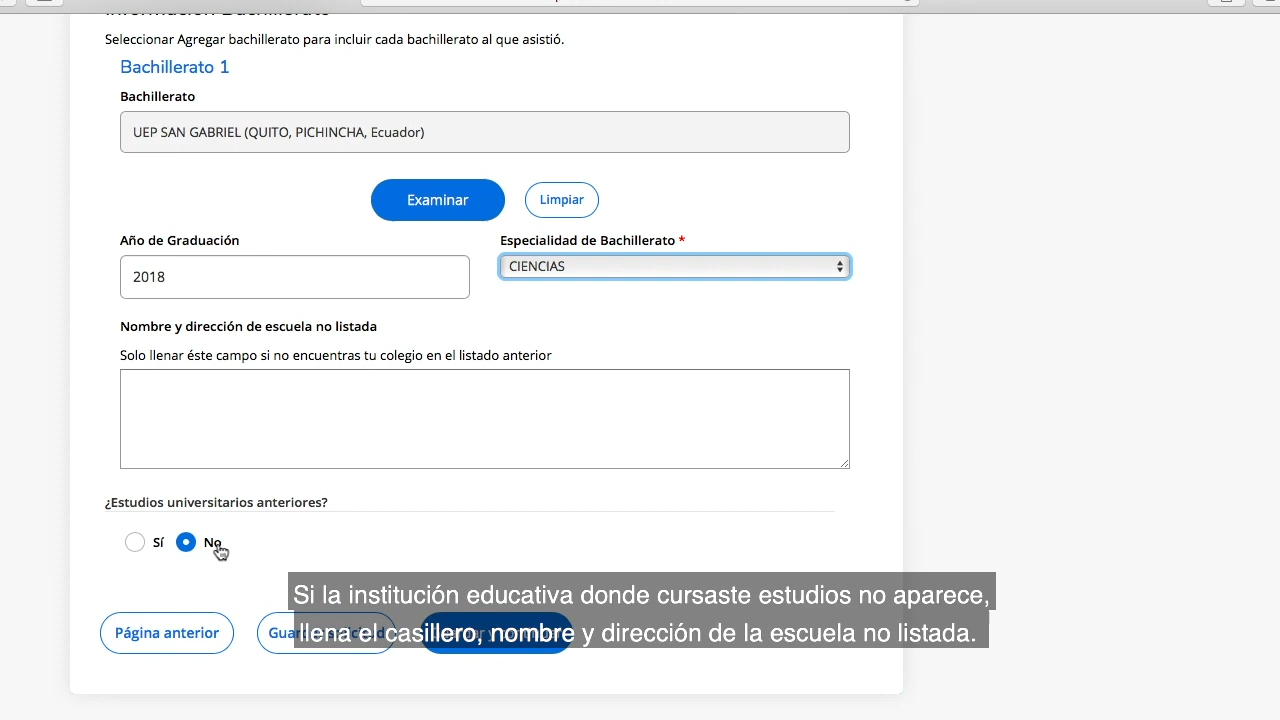 Seleccionar Agregar bachillerato para incluir cada bachillerato al que asistió.
Bachillerato 1
Bachillerato
UEP SAN GABRIEL (QUITO, PICHINCHA, Ecuador)
Examinar Limpiar
Año de Graduación Especialidad de Bachillerato *
CIENCIAS
2018
Nombre y dirección de escuela no listada
Solo llenar éste campo si no encuentras tu colegio en el listado anterior
¿Estudios universitarios anteriores?
Sí No
Si la institución educativa donde cursaste estudios no aparece,
llena el casillero, nombre y dirección de la escuela no listada.
Página anterior